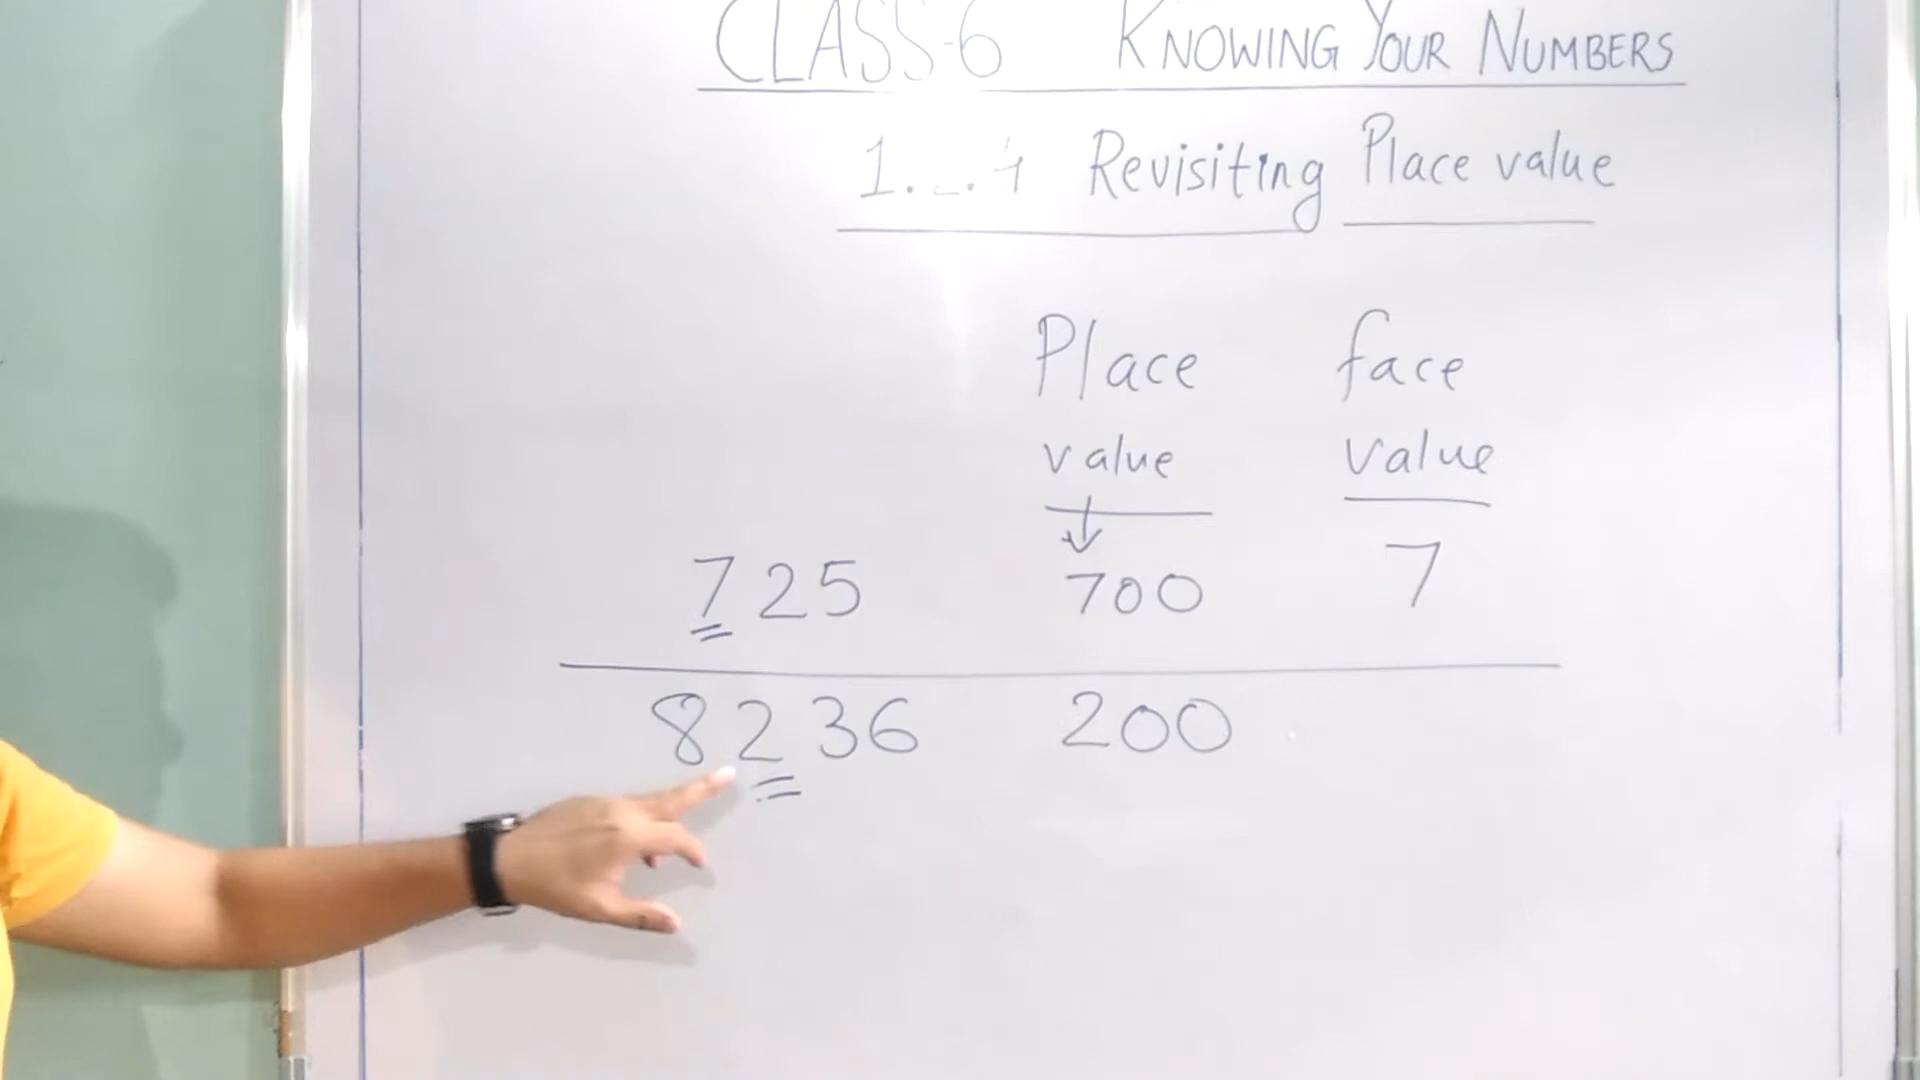 CLASS-6 KNOWING YOUR NUMBERS
Revisiting Place value
Place face
value value
725 700 7
8236 200